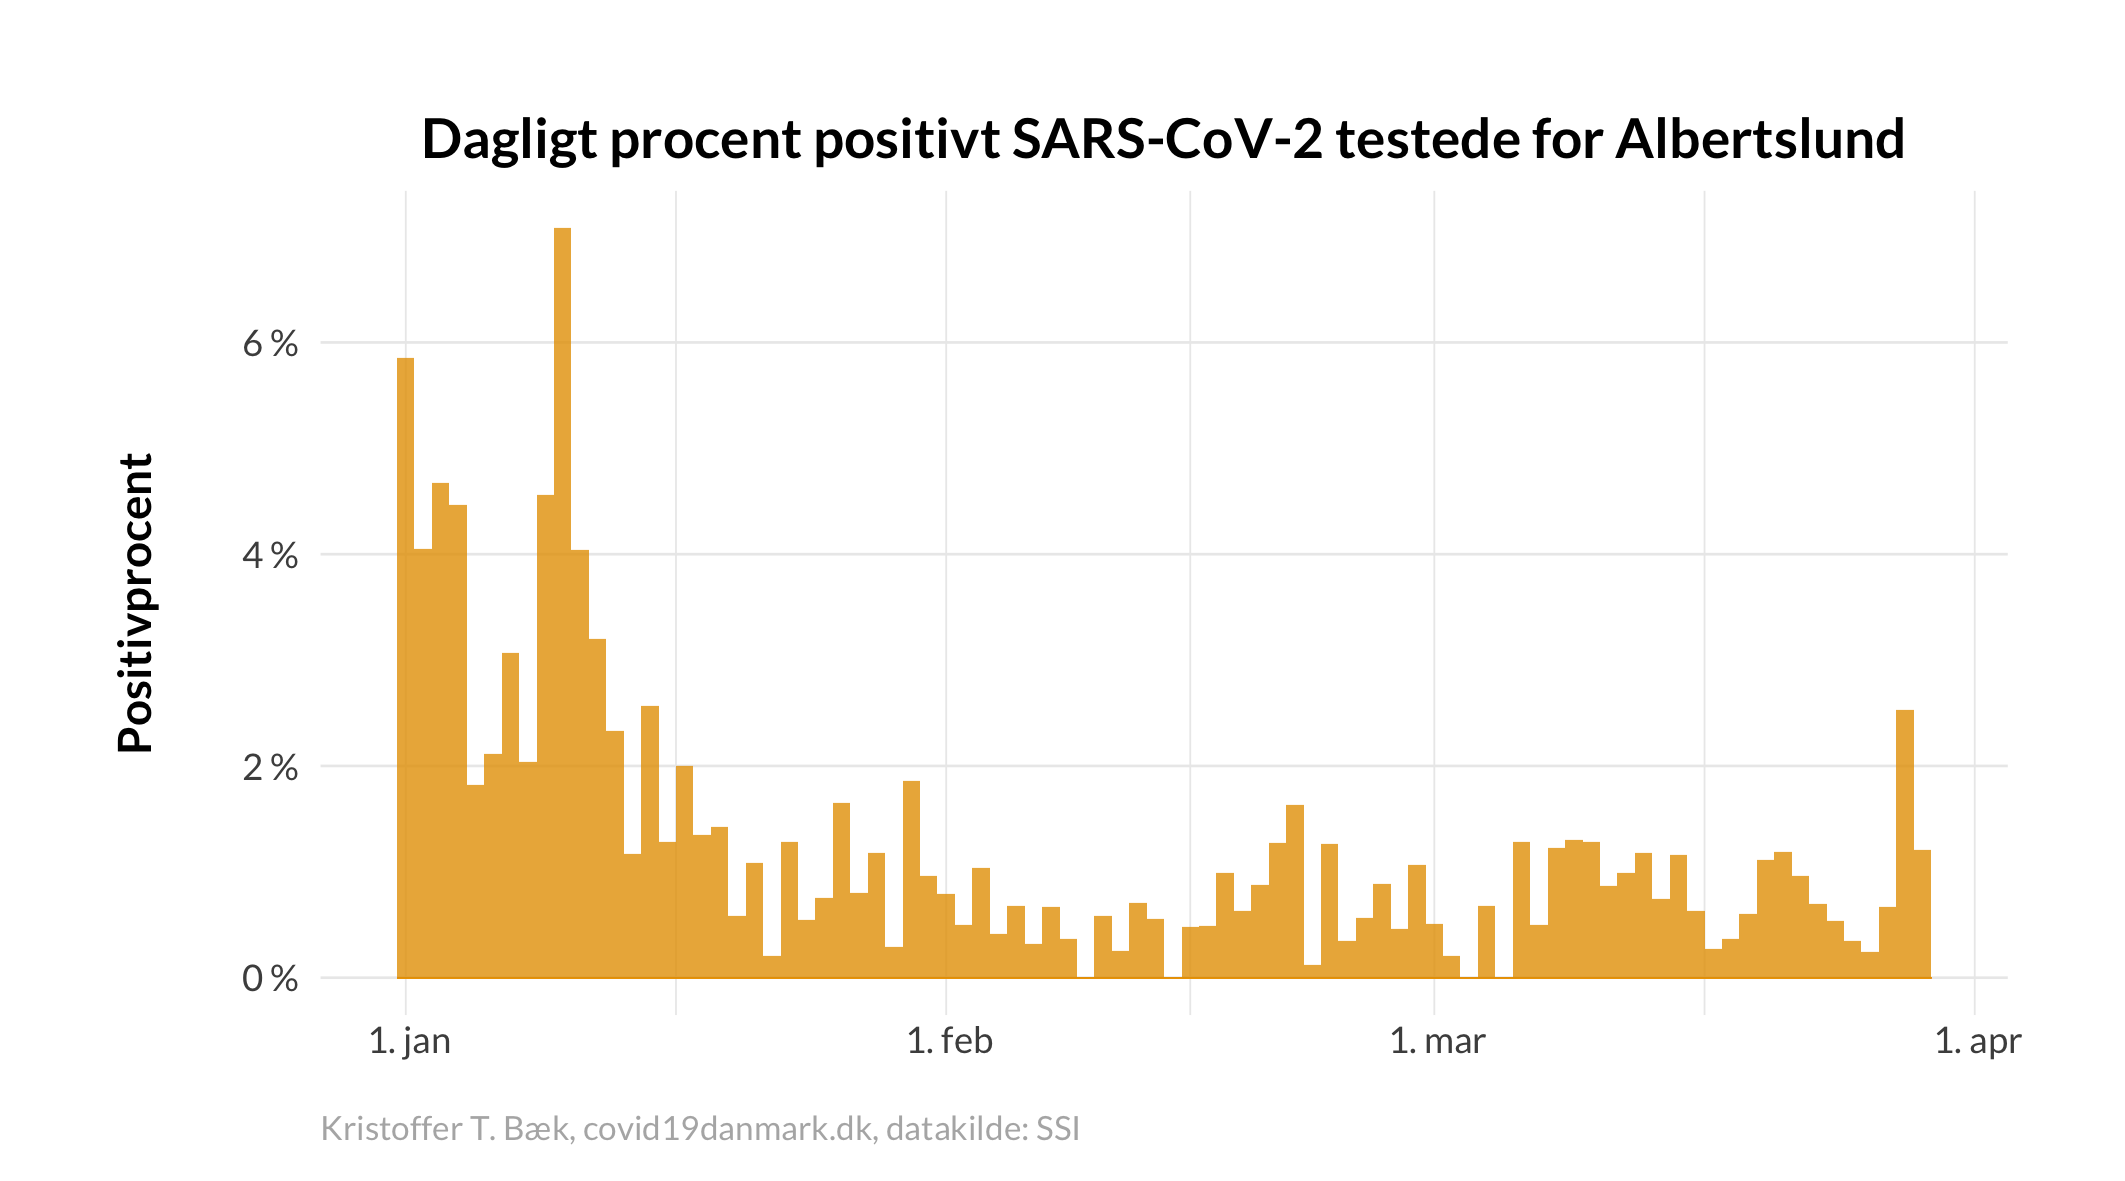 Dagligt procent positivt SARS-CoV-2 testede for Albertslund
Positivprocent
6 %
4 %
2 %
0 %
1. jan
1. feb
1. mar
1. apr
Kristoffer T. Bæk, covid19danmark.dk, datakilde: SSI